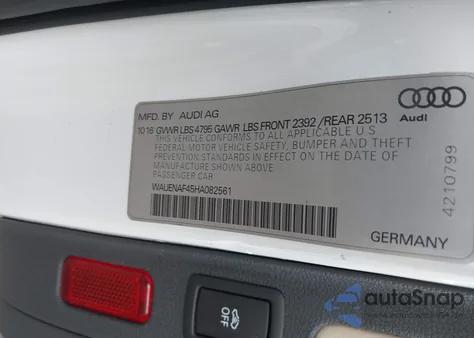 MFD. BY AUDI AG
10 16 GVWR LBS 4795 GAWR LBS FRONT 2392 / REAR 2513
THIS VEHICLE CONFORMS TO ALL APPLICABLE U S
FEDERAL MOTOR VEHICLE SAFETY, BUMPER AND THEFT
PREVENTION STANDARDS IN EFFECT ON THE DATE OF
MANUFACTURE SHOWN ABOVE.
PASSENGER CAR
WAUENAF45HA082561
Audi
4210799
GERMANY
OFF
autoSnap